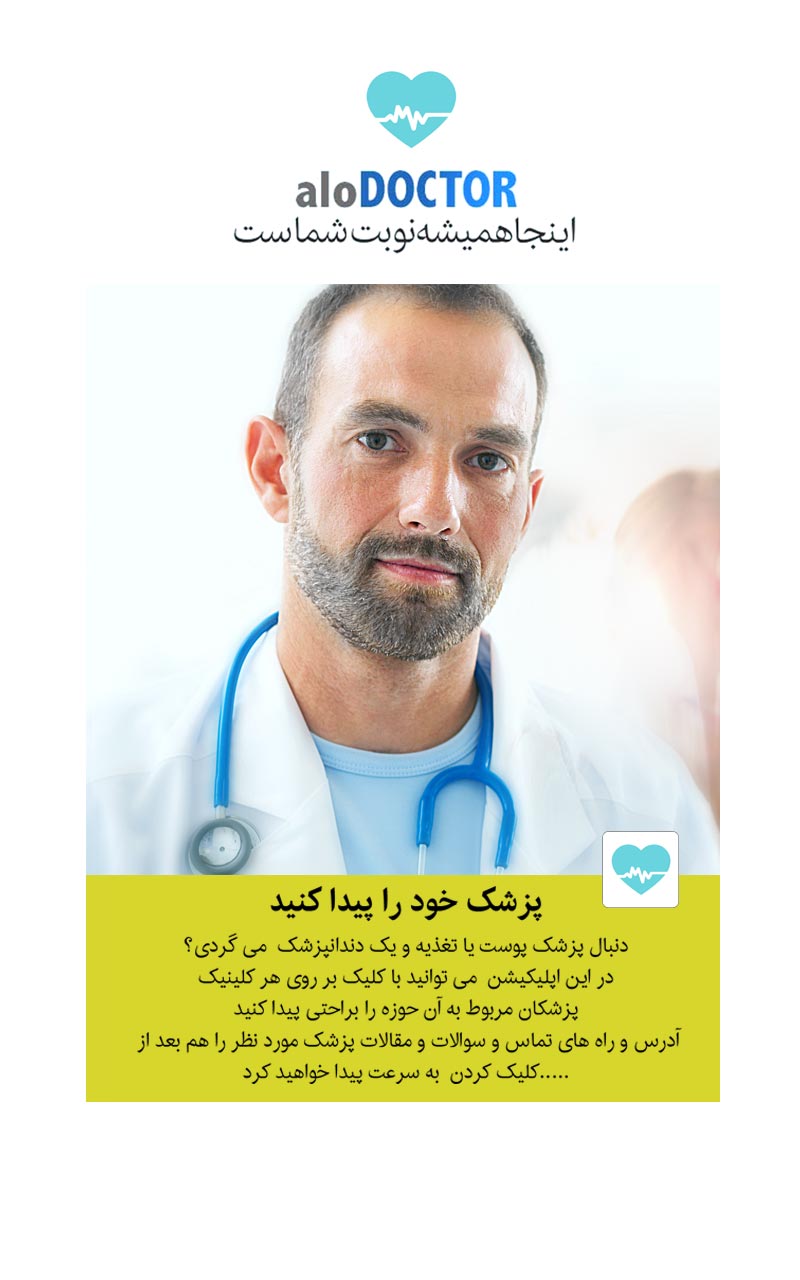 aloDOCTOR
اینجا همیشه نوبت شماست
پزشک خود را پیدا کنید
دنبال پزشک پوست یا تغذیه و یک دندانپزشک می گردی؟
در این اپلیکیشن می توانید با کلیک بر روی هر کلینیک
پزشکان مربوط به آن حوزه را براحتی پیدا کنید
آدرس و راه های تماس و سوالات و مقالات پزشک مورد نظر را هم بعد از
.....کلیک کردن به سرعت پیدا خواهید کرد